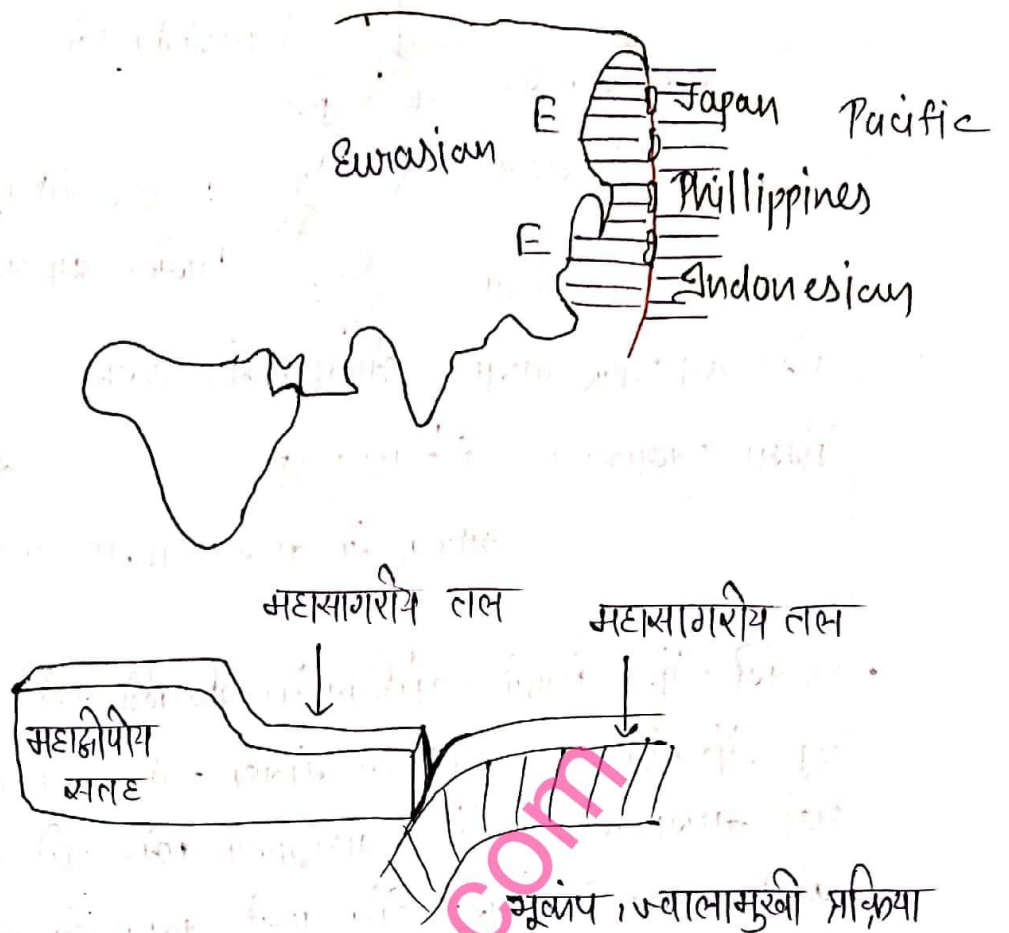 E
Japan
Pacific
Eurasian
Phillippines
E
Indonesian
महासागरीय तल
महासागरीय तल
महाद्वीपीय
सतह
com
भूकंप, ज्वालामुखी प्रक्रिया